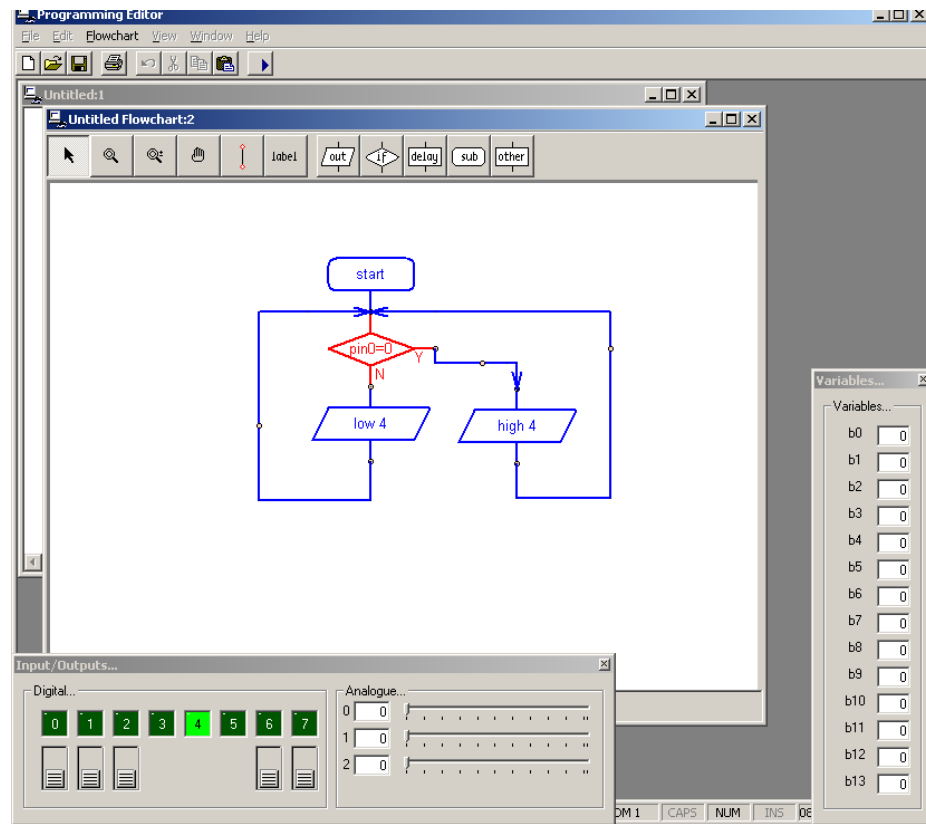 Programming Editor
File Edit Flowchart View Window Help
Untitled:1
Untitled Flowchart:2
label out if delay sub other
start
pin0=0
Y
N
low 4
high 4
Variables...
Variables...
b0 0
b1 0
b2 0
b3 0
b4 0
b5 0
b6 0
b7 0
b8 0
b9 0
b10 0
b11 0
b12 0
b13 0
Input/Outputs...
Digital...
0 1 2 3 4 5 6 7
Analogue...
0 0
1 0
2 0
OM 1 CAPS NUM INS 08